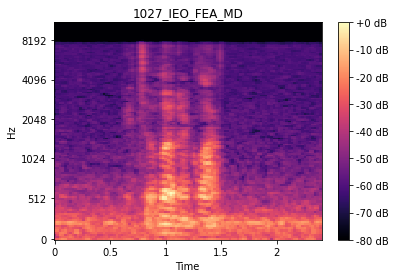 1027_IEO_FEA_MD
+0 dB
8192
-10 dB
4096
-20 dB
-30 dB
2048
-40 dB
Hz
1024
-50 dB
512
-60 dB
-70 dB
0
-80 dB
0 0.5 1 1.5 2
Time